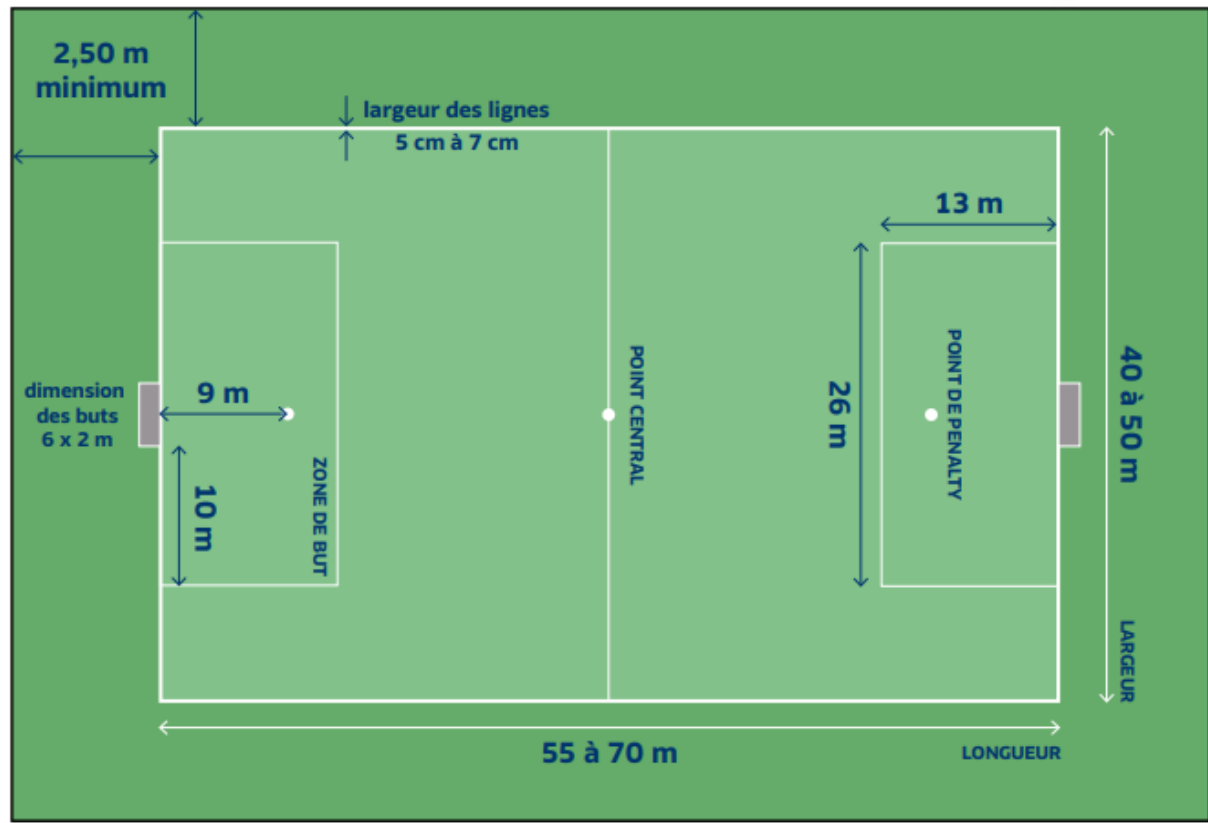 2,50 m
minimum
largeur des lignes
5 cm à 7 cm
13 m
dimension
des buts
6 x 2 m
9 m
10 m
ZONE DE BUT
POINT CENTRAL
26 m
POINT DE PENALTY
40 à 50 m
LARGEUR
55 à 70 m
LONGUEUR